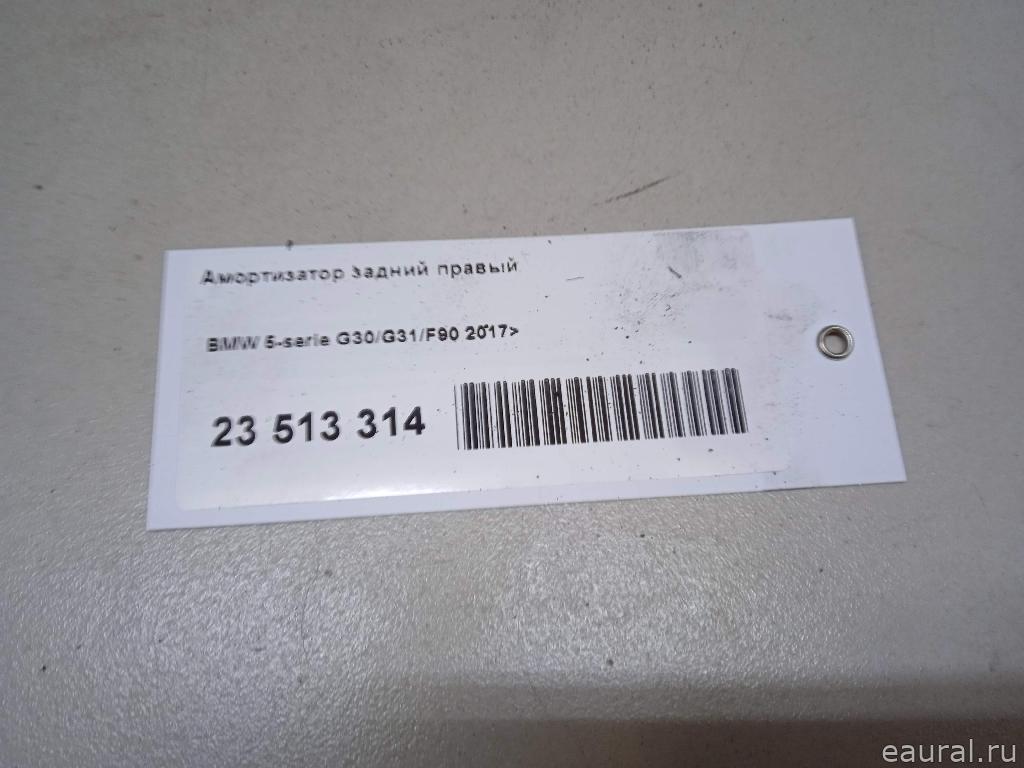 Амортизатор задний правый
BMW 5-serie G30/G31/F90 2017>
23 513 314
eaural.ru